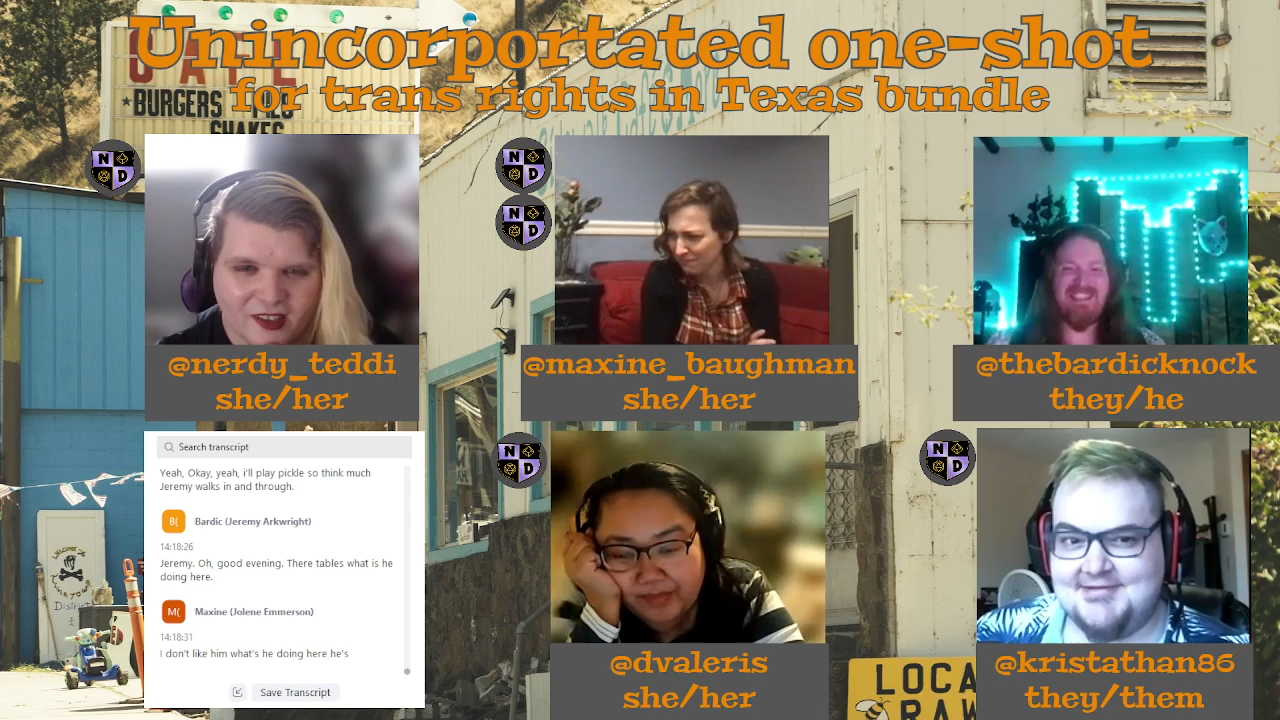 Unincorportated one-shot
for trans rights in Texas bundle
CAFE
★BURGERS PIES
SHAKES
N
D
N
D
N
D
@nerdy_teddi
she/her
@maxine_baughman
she/her
@thebardicknock
they/he
Search transcript
Yeah, Okay, yeah, i'll play pickle so think much
Jeremy walks in and through.
B( Bardic (Jeremy Arkwright)
14:18:26
Jeremy. Oh, good evening. There tables what is he
doing here.
M( Maxine (Jolene Emmerson)
14:18:31
I don't like him what's he doing here he's
Save Transcript
N
D
N
D
@dvaleris
she/her
@kristathan86
they/them
WELCOME
District
LOCA
RAW